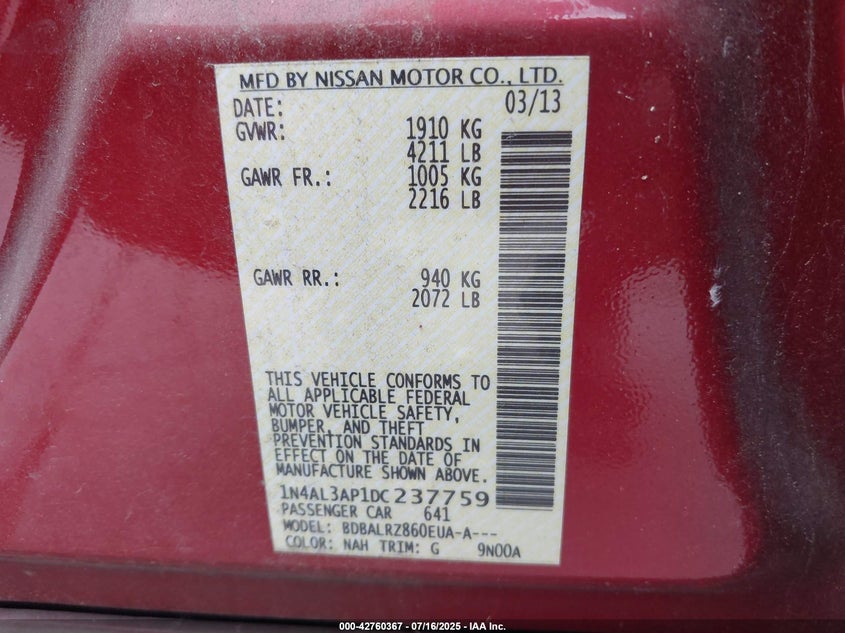 MFD BY NISSAN MOTOR CO., LTD.
DATE: 03/13
GVWR: 1910 KG
4211 LB
GAWR FR.: 1005 KG
2216 LB
GAWR RR.: 940 KG
2072 LB
THIS VEHICLE CONFORMS TO
ALL APPLICABLE FEDERAL
MOTOR VEHICLE SAFETY,
BUMPER, AND THEFT
PREVENTION STANDARDS IN
EFFECT ON THE DATE OF
MANUFACTURE SHOWN ABOVE.
1N4AL3AP1DC237759
PASSENGER CAR 641
MODEL: BDBALRZ860EUA-A---
COLOR: NAH TRIM: G 9N00A
000-42760367 - 07/16/2025 - IAA Inc.